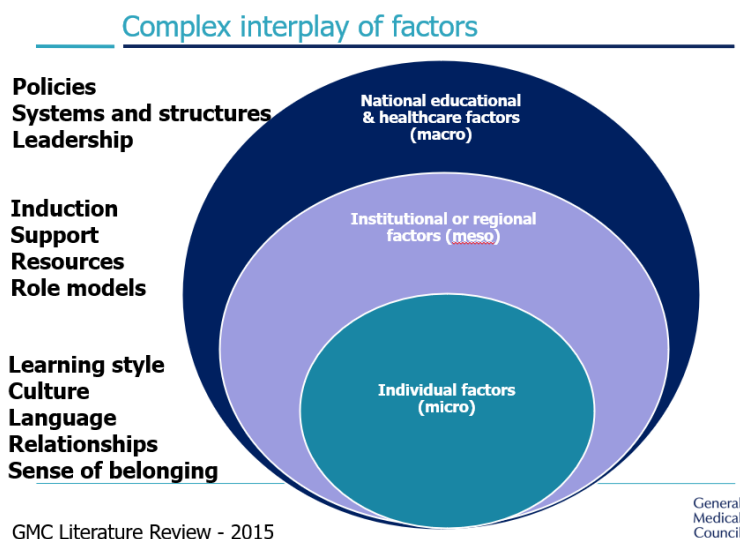 Complex interplay of factors
Policies
Systems and structures
Leadership
National educational
& healthcare factors
(macro)
Induction
Support
Resources
Role models
Institutional or regional
factors (meso)
Learning style
Culture
Language
Relationships
Sense of belonging
Individual factors
(micro)
GMC Literature Review - 2015
General
Medical
Council